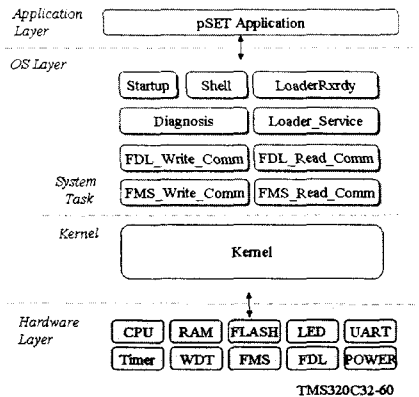 Application
Layer
pSET Application
OS Layer
Startup Shell LoaderRxrdy
Diagnosis Loader_Service
FDL_Write_Comm FDL_Read_Comm
System
Task
FMS_Write_Comm FMS_Read_Comm
Kernel
Kernel
Hardware
Layer
CPU RAM FLASH LED UART
Timer WDT FMS FDL POWER
TMS320C32-60